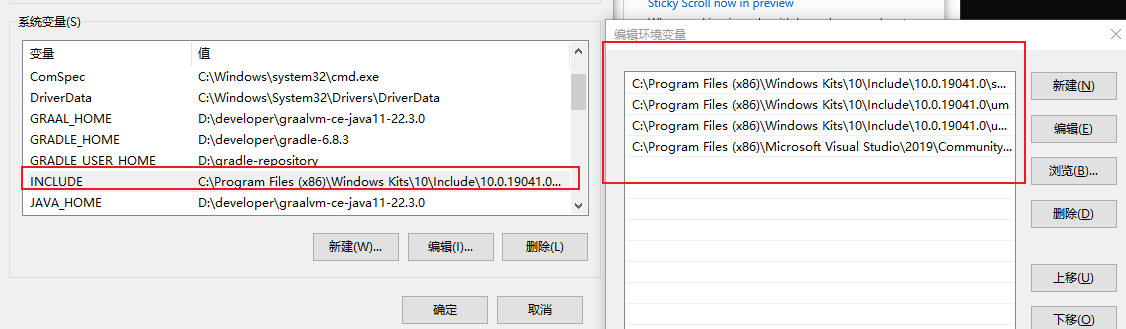 Sticky Scroll now in preview
系统变量(S)
变量 值
ComSpec C:\Windows\system32\cmd.exe
DriverData C:\Windows\System32\Drivers\DriverData
GRAAL_HOME D:\developer\graalvm-ce-java11-22.3.0
GRADLE_HOME D:\developer\gradle-6.8.3
GRADLE_USER_HOME D:\gradle-repository
INCLUDE C:\Program Files (x86)\Windows Kits\10\Include\10.0.19041.0...
JAVA_HOME D:\developer\graalvm-ce-java11-22.3.0
新建(W)... 编辑(I)... 删除(L)
确定 取消
编辑环境变量
C:\Program Files (x86)\Windows Kits\10\Include\10.0.19041.0\s...
C:\Program Files (x86)\Windows Kits\10\Include\10.0.19041.0\um
C:\Program Files (x86)\Windows Kits\10\Include\10.0.19041.0\u...
C:\Program Files (x86)\Microsoft Visual Studio\2019\Community...
新建(N)
编辑(E)
浏览(B)...
删除(D)
上移(U)
下移(O)